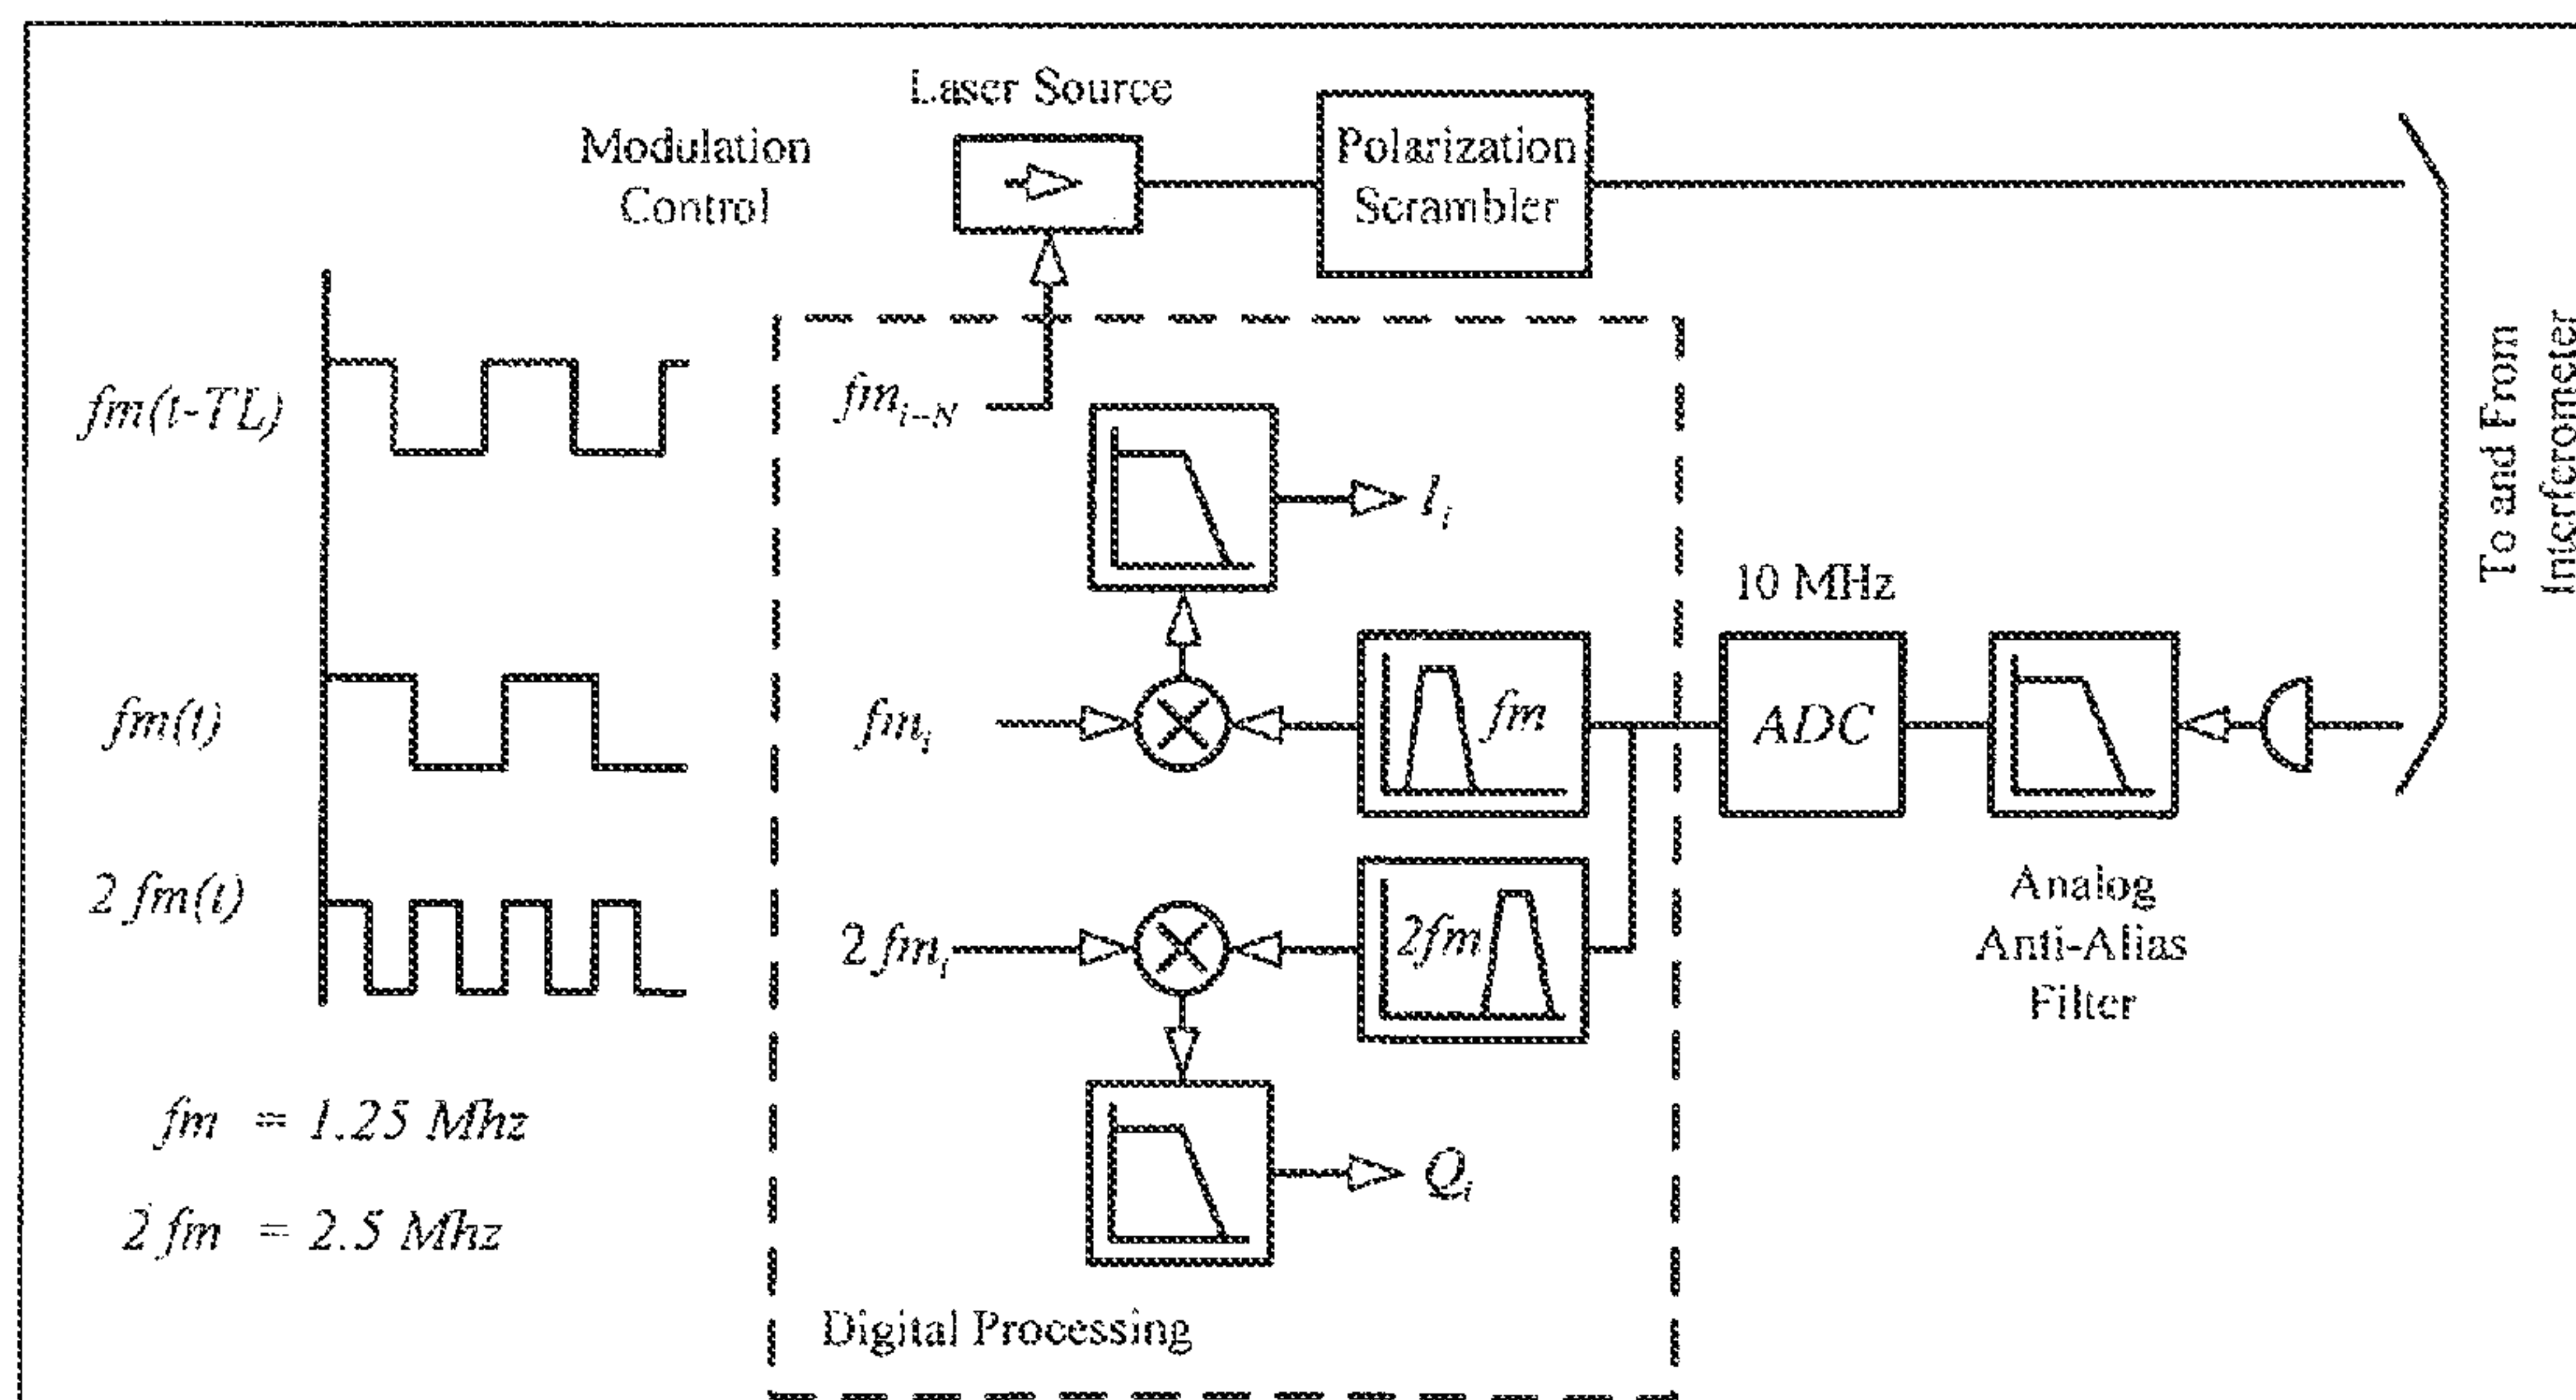 Laser Source
Modulation
Control
Polarization
Scrambler
To and From
Interferometer
fm(t-TL)
fm_{i-N}
I_i
10 MHz
fm(t)
fm_i
fm
ADC
2 fm(t)
2 fm_i
2fm
Analog
Anti-Alias
Filter
fm = 1.25 Mhz
Q_i
2 fm = 2.5 Mhz
Digital Processing